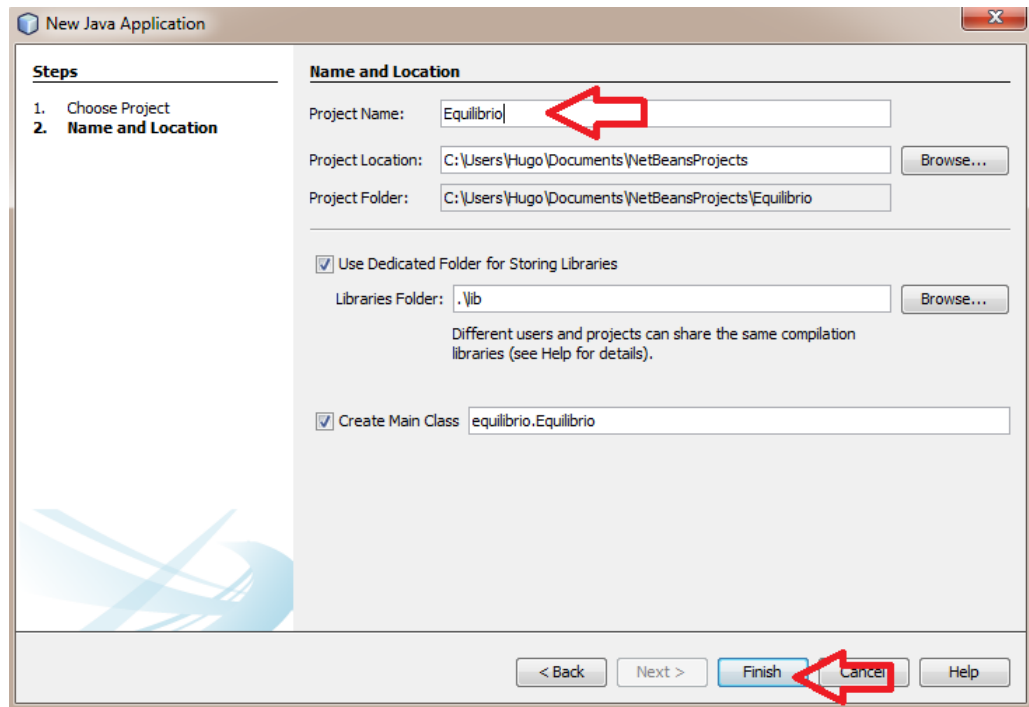 New Java Application
Steps
1. Choose Project
2. Name and Location
Name and Location
Project Name: Equilibrio
Project Location: C:\Users\Hugo\Documents\NetBeansProjects Browse...
Project Folder: C:\Users\Hugo\Documents\NetBeansProjects\Equilibrio
Use Dedicated Folder for Storing Libraries
Libraries Folder: .\lib Browse...
Different users and projects can share the same compilation
libraries (see Help for details).
Create Main Class equilibrio.Equilibrio
< Back Next > Finish Cancel Help